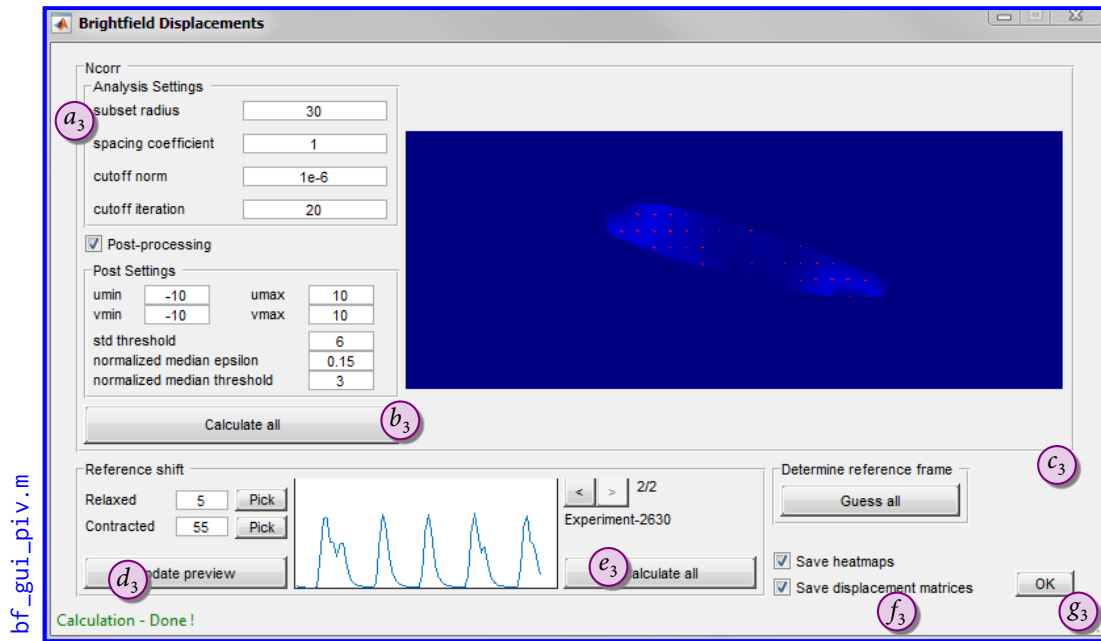 Brightfield Displacements
Ncorr
Analysis Settings
a3
subset radius 30
spacing coefficient 1
cutoff norm 1e-6
cutoff iteration 20
Post-processing
Post Settings
umin -10 umax 10
vmin -10 vmax 10
std threshold 6
normalized median epsilon 0.15
normalized median threshold 3
Calculate all b3
c3
Reference shift
Relaxed 5 Pick
Contracted 55 Pick
d3 pdate preview
< > 2/2
Experiment-2630
e3 alculate all
Determine reference frame
Guess all
Save heatmaps
Save displacement matrices
f3
OK
g3
Calculation - Done !
bf_gui_piv.m